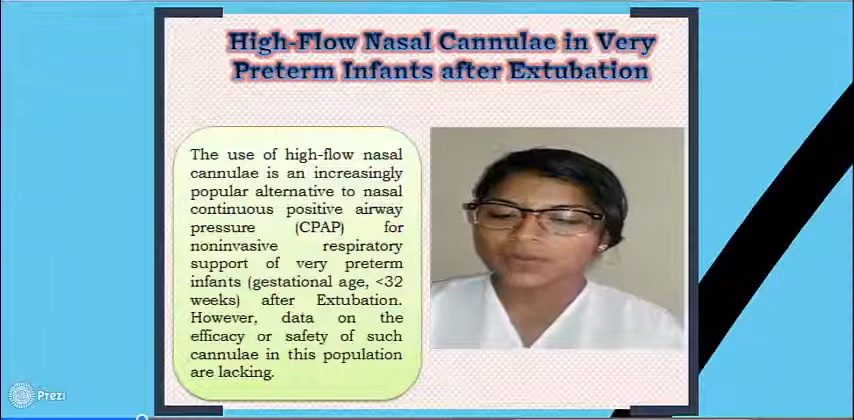 High-Flow Nasal Cannulae in Very
Preterm Infants after Extubation
The use of high-flow nasal
cannulae is an increasingly
popular alternative to nasal
continuous positive airway
pressure (CPAP) for
noninvasive respiratory
support of very preterm
infants (gestational age, <32
weeks) after Extubation.
However, data on the
efficacy or safety of such
cannulae in this population
are lacking.
Prezi